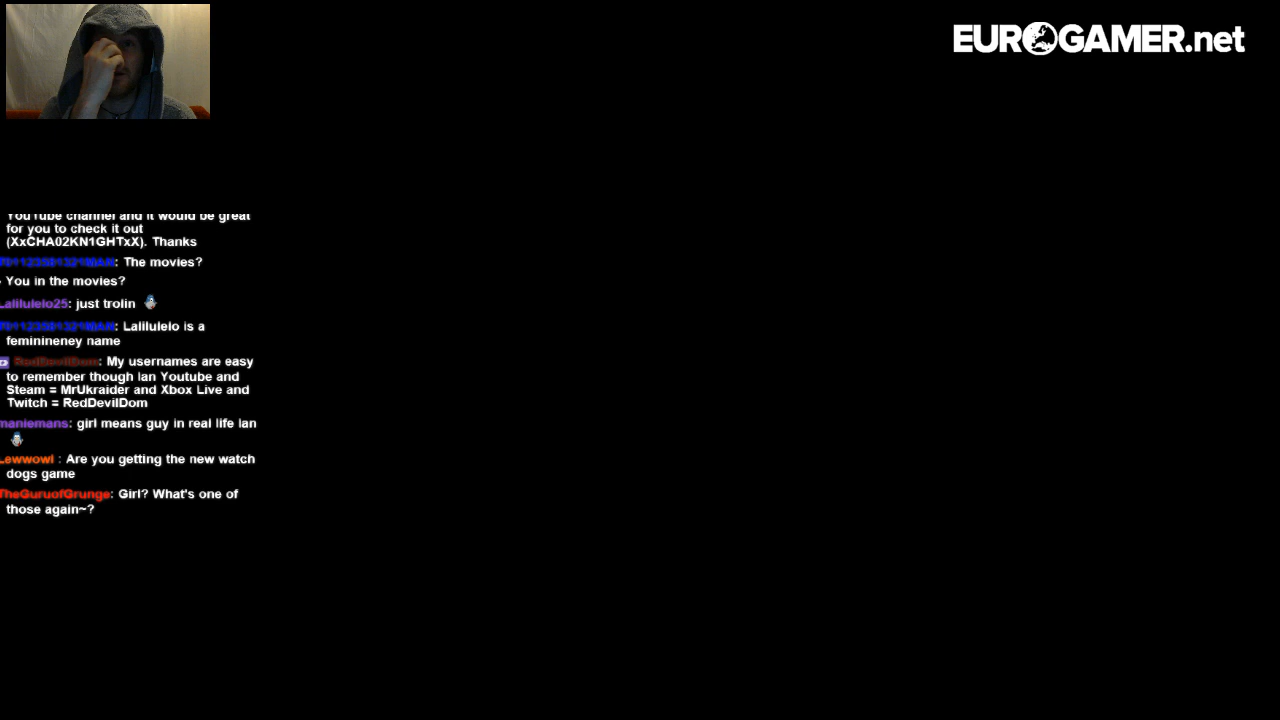 EUROGAMER.net
YouTube channel and it would be great
for you to check it out
(XxCHA02KN1GHTxX). Thanks
: The movies?
You in the movies?
Lalilulelo25: just trolin
: Lalilulelo is a
feminineney name
RedDevilDom: My usernames are easy
to remember though Ian Youtube and
Steam = MrUkraider and Xbox Live and
Twitch = RedDevilDom
maniemans: girl means guy in real life Ian
Lewwowl : Are you getting the new watch
dogs game
TheGuruofGrunge: Girl? What's one of
those again~?